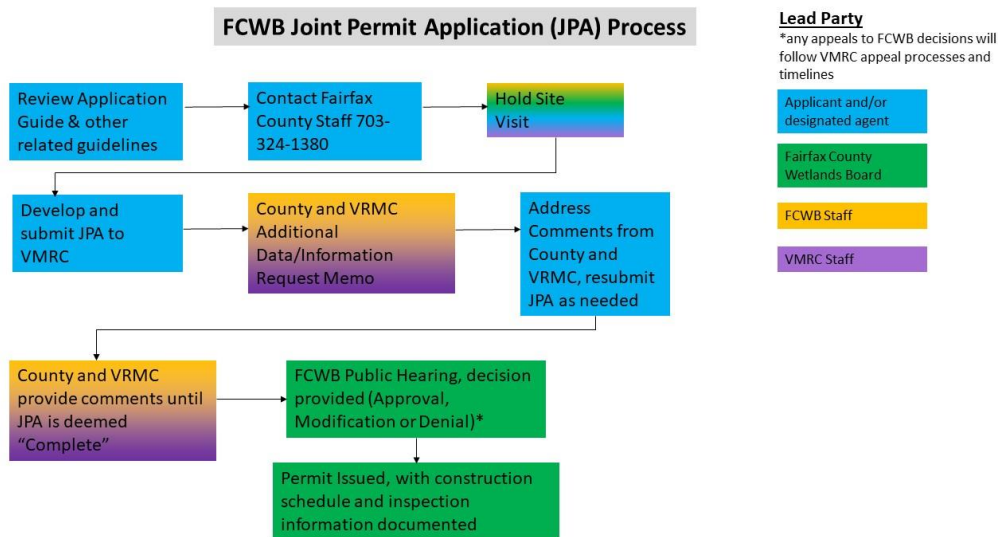 FCWB Joint Permit Application (JPA) Process
Lead Party
*any appeals to FCWB decisions will
follow VMRC appeal processes and
timelines
Applicant and/or
designated agent
Fairfax County
Wetlands Board
FCWB Staff
VMRC Staff
Review Application
Guide & other
related guidelines
Contact Fairfax
County Staff 703-
324-1380
Hold Site
Visit
Develop and
submit JPA to
VMRC
County and VRMC
Additional
Data/Information
Request Memo
Address
Comments from
County and
VRMC, resubmit
JPA as needed
County and VRMC
provide comments until
JPA is deemed
“Complete”
FCWB Public Hearing, decision
provided (Approval,
Modification or Denial)*
Permit Issued, with construction
schedule and inspection
information documented